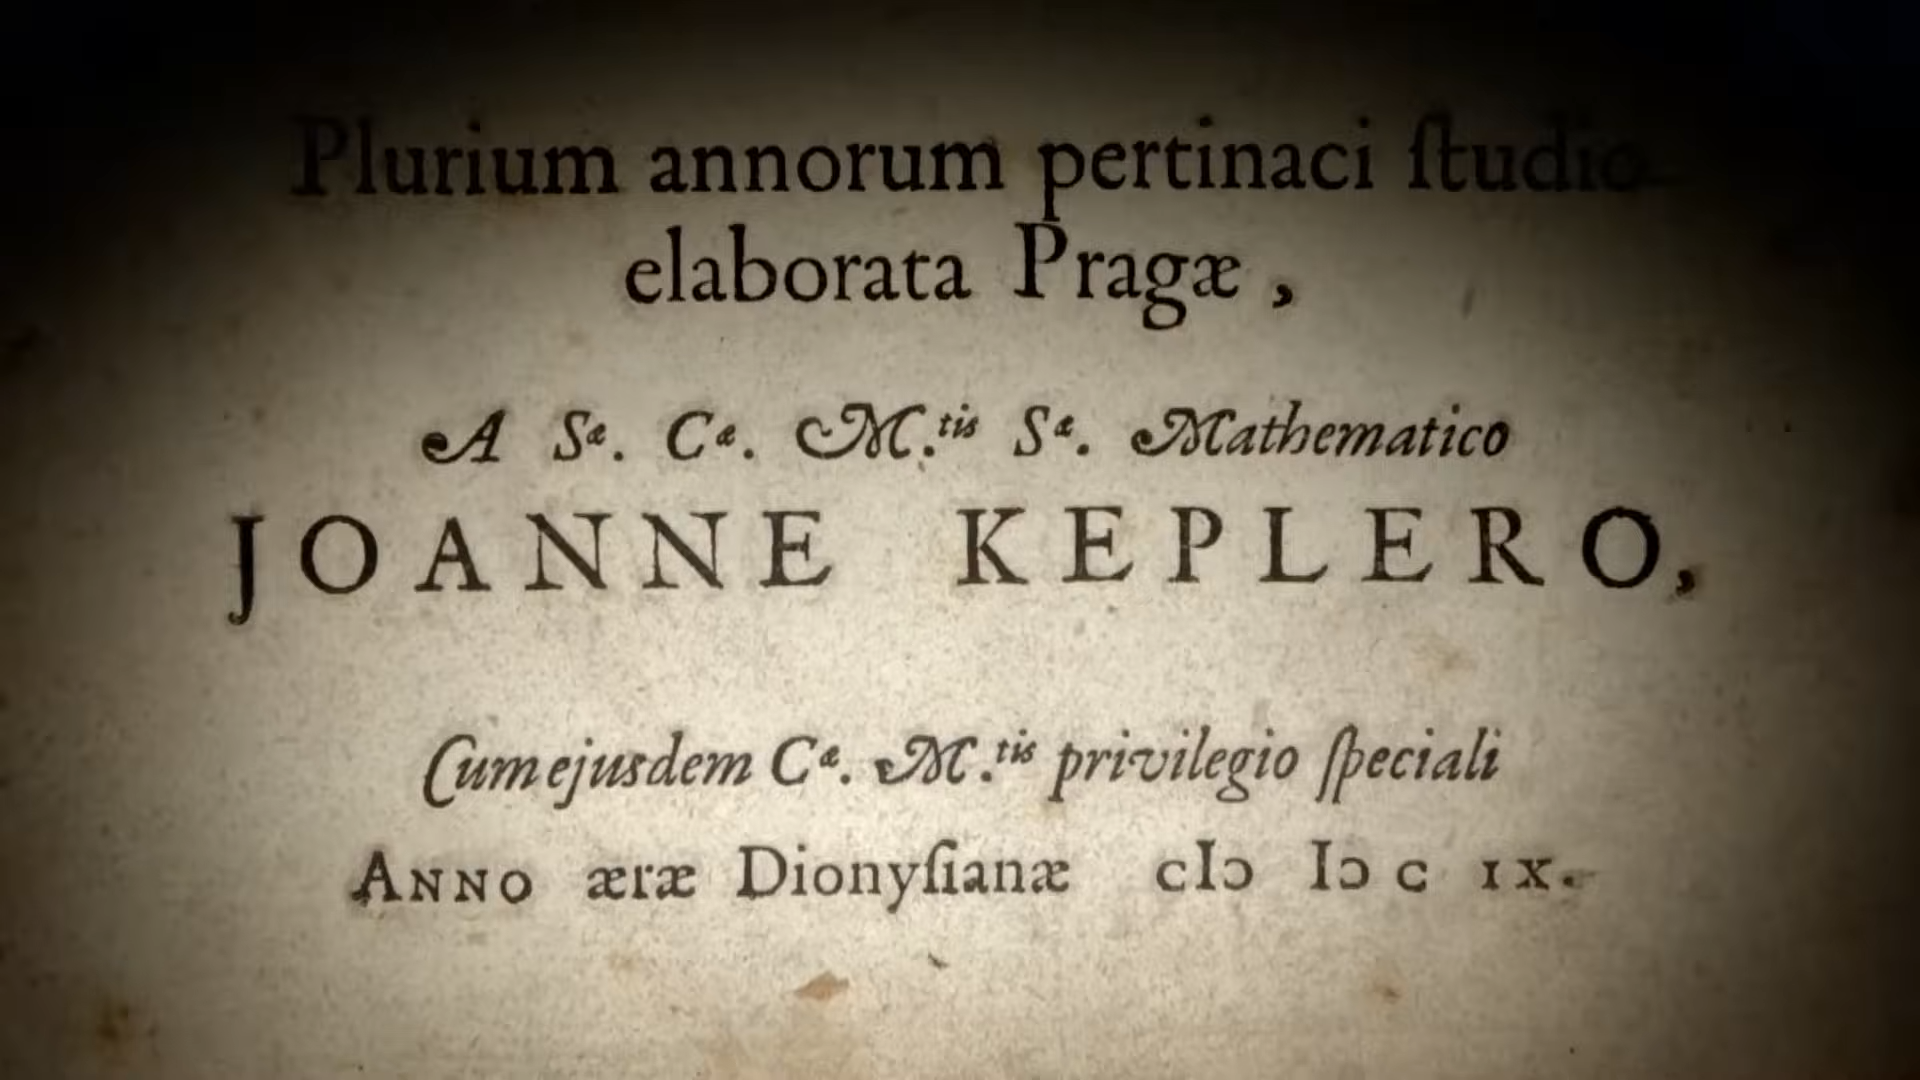 Plurium annorum pertinaci ſtudio
elaborata Pragæ ,
A Sæ. Cæ. M.tis Sæ. Mathematico
JOANNE KEPLERO,
Cum ejusdem Cæ. M.tis privilegio ſpeciali
ANNO æræ Dionyſianæ cIↄ Iↄ c IX.